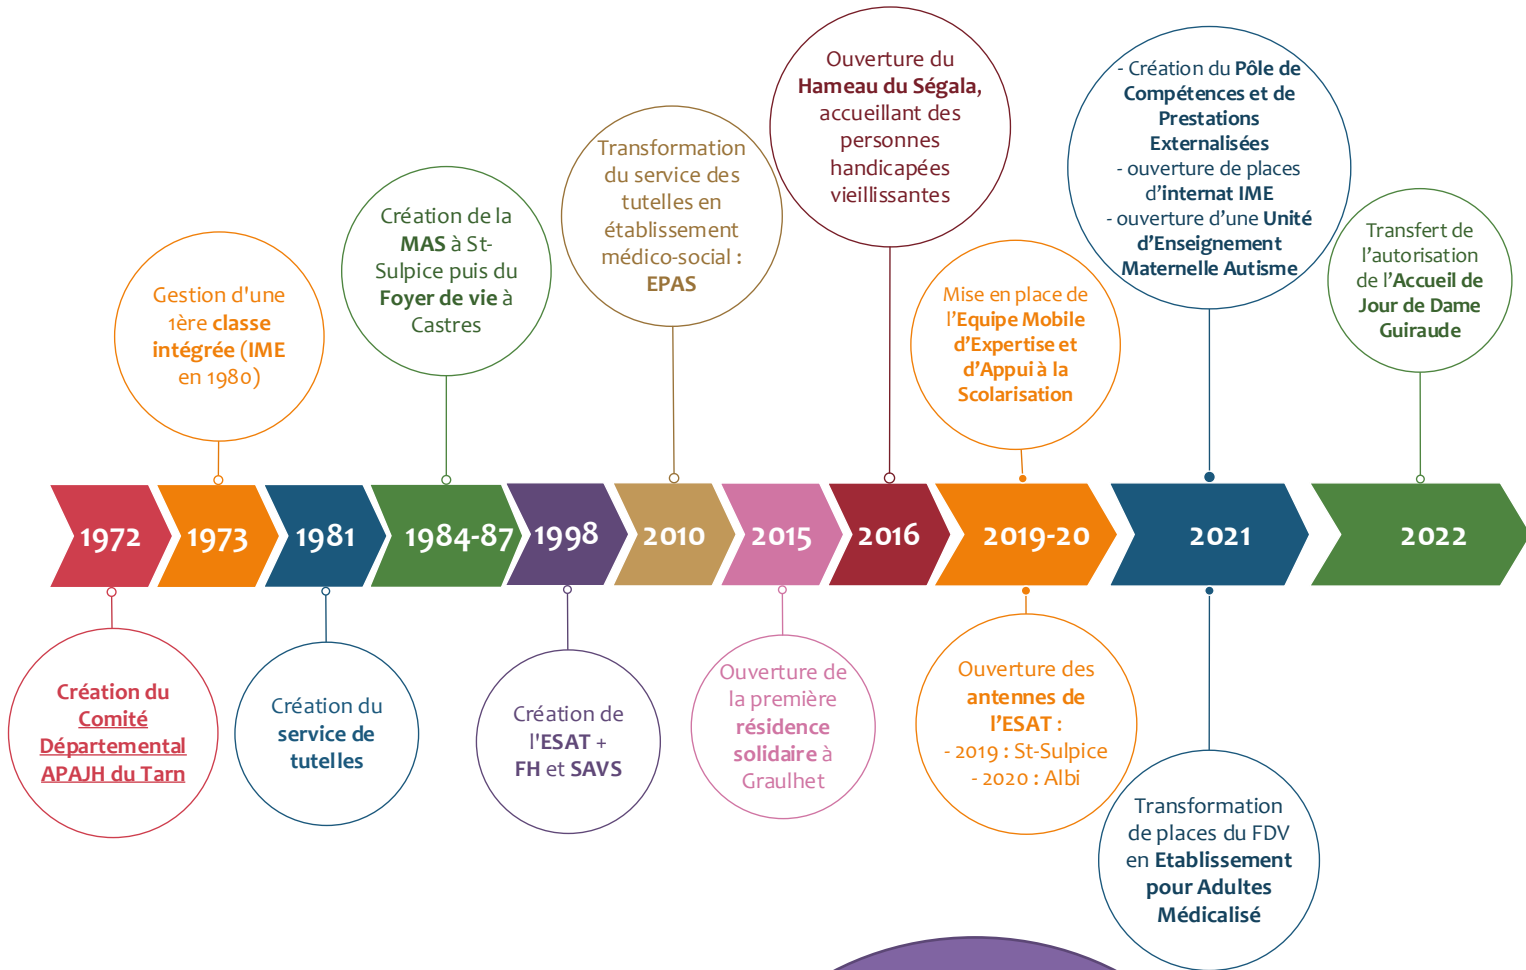 Ouverture du
Hameau du Ségala,
accueillant des
personnes
handicapées
vieillissantes
- Création du Pôle de
Compétences et de
Prestations
Externalisées
- ouverture de places
d’internat IME
- ouverture d’une Unité
d’Enseignement
Maternelle Autisme
Transformation
du service des
tutelles en
établissement
médico-social :
EPAS
Création de la
MAS à St-
Sulpice puis du
Foyer de vie à
Castres
Transfert de
l’autorisation
de l’Accueil de
Jour de Dame
Guiraude
Gestion d'une
1ère classe
intégrée (IME
en 1980)
Mise en place de
l’Equipe Mobile
d’Expertise et
d’Appui à la
Scolarisation
1972
1973
1981
1984-87
1998
2010
2015
2016
2019-20
2021
2022
Création du
Comité
Départemental
APAJH du Tarn
Création du
service de
tutelles
Création de
l'ESAT +
FH et SAVS
Ouverture de
la première
résidence
solidaire à
Graulhet
Ouverture des
antennes de
l’ESAT :
- 2019 : St-Sulpice
- 2020 : Albi
Transformation
de places du FDV
en Etablissement
pour Adultes
Médicalisé